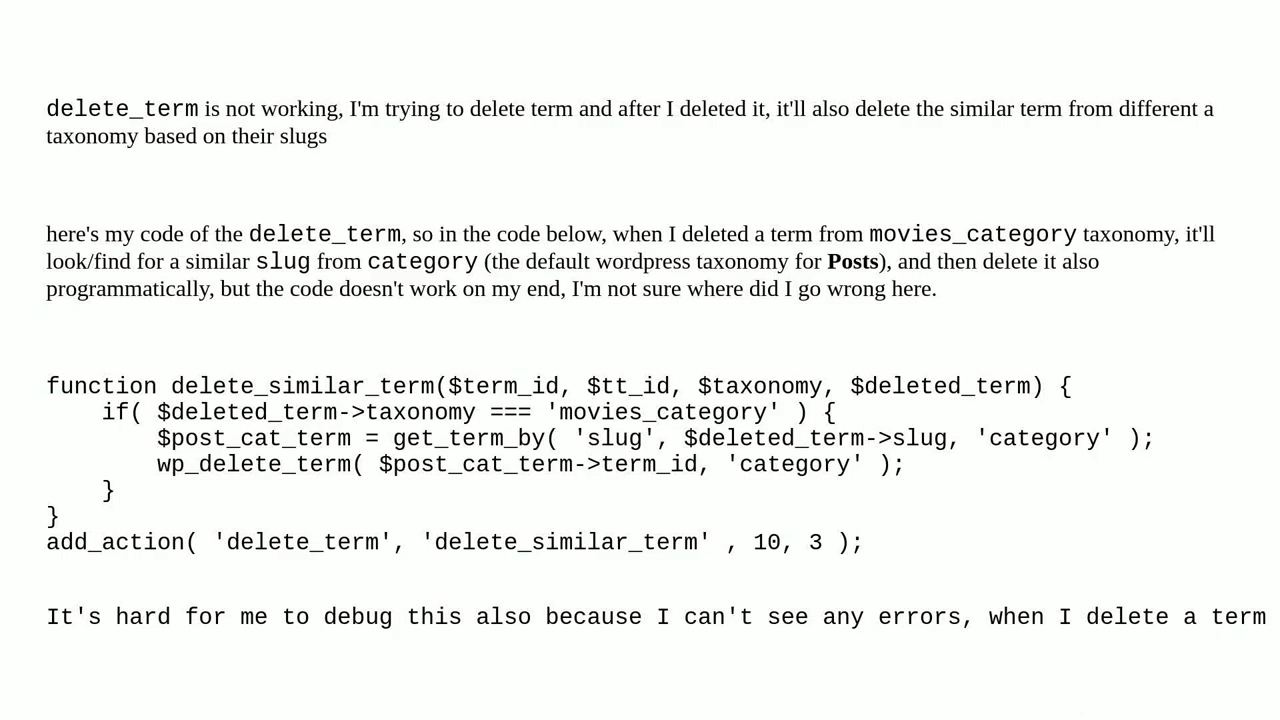 delete_term is not working, I'm trying to delete term and after I deleted it, it'll also delete the similar term from different a
taxonomy based on their slugs
here's my code of the delete_term, so in the code below, when I deleted a term from movies_category taxonomy, it'll
look/find for a similar slug from category (the default wordpress taxonomy for Posts), and then delete it also
programmatically, but the code doesn't work on my end, I'm not sure where did I go wrong here.
function delete_similar_term($term_id, $tt_id, $taxonomy, $deleted_term) {
    if( $deleted_term->taxonomy === 'movies_category' ) {
        $post_cat_term = get_term_by( 'slug', $deleted_term->slug, 'category' );
        wp_delete_term( $post_cat_term->term_id, 'category' );
    }
}
add_action( 'delete_term', 'delete_similar_term' , 10, 3 );
It's hard for me to debug this also because I can't see any errors, when I delete a term